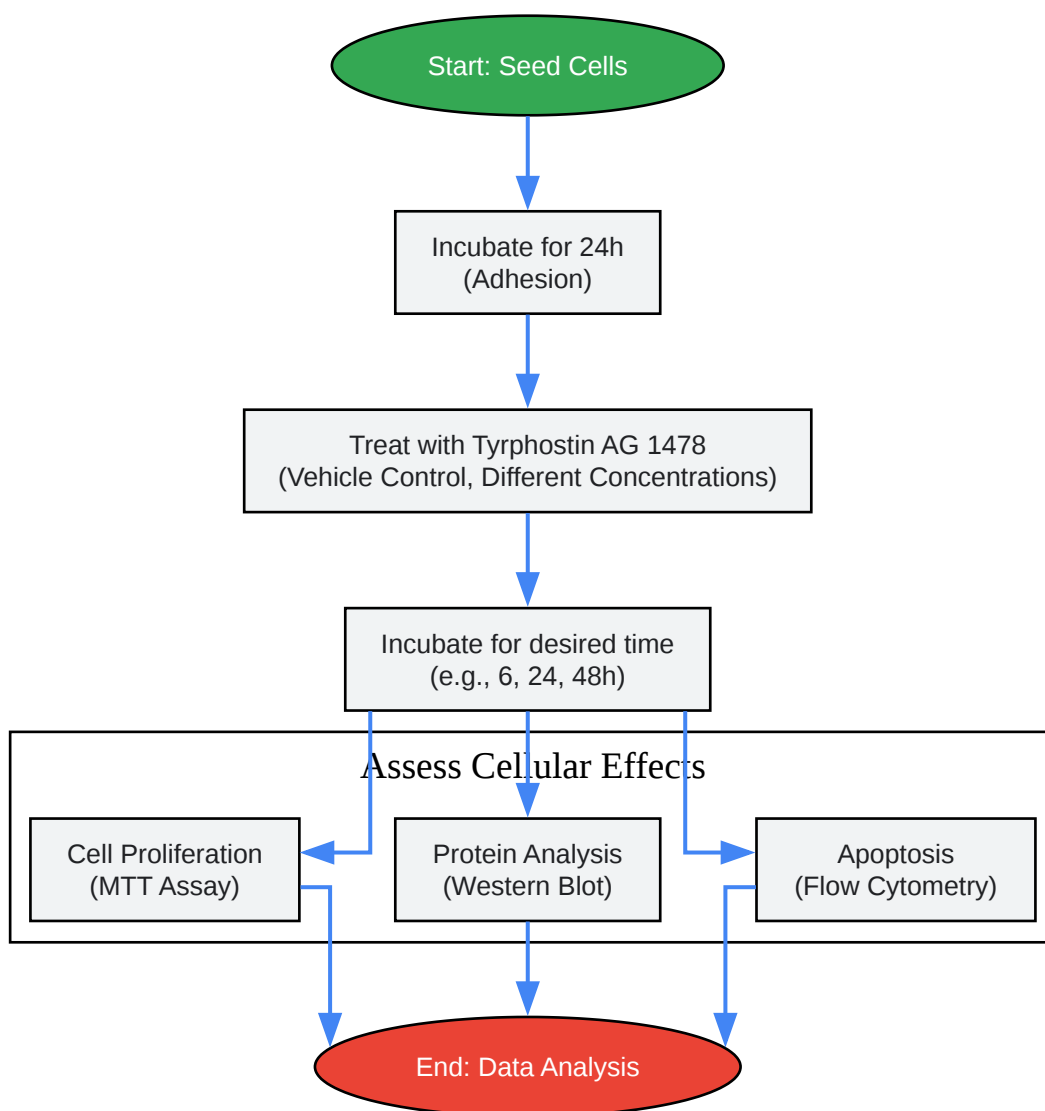 Start: Seed Cells
Incubate for 24h
(Adhesion)
Treat with Tyrphostin AG 1478
(Vehicle Control, Different Concentrations)
Incubate for desired time
(e.g., 6, 24, 48h)
Assess Cellular Effects
Cell Proliferation
(MTT Assay)
Protein Analysis
(Western Blot)
Apoptosis
(Flow Cytometry)
End: Data Analysis